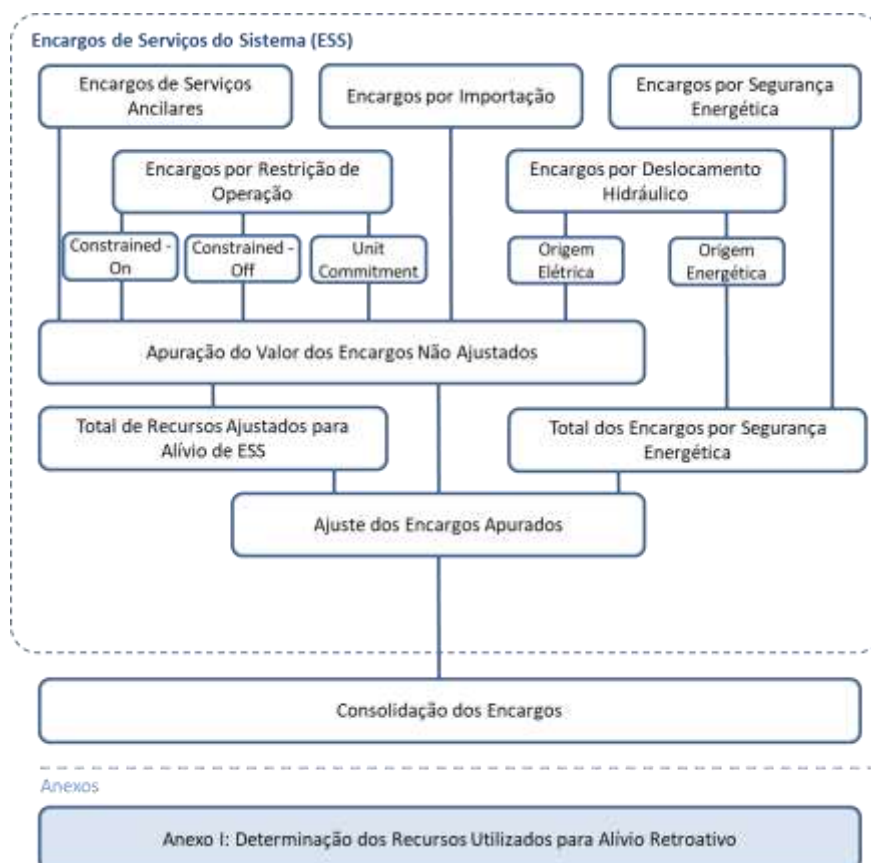 Encargos de Serviços do Sistema (ESS)
Encargos de Serviços
Ancilares
Encargos por Importação
Encargos por Segurança
Energética
Encargos por Restrição de
Operação
Encargos por Deslocamento
Hidráulico
Constrained -
On
Constrained -
Off
Unit
Commitment
Origem
Elétrica
Origem
Energética
Apuração do Valor dos Encargos Não Ajustados
Total de Recursos Ajustados para
Alívio de ESS
Total dos Encargos por Segurança
Energética
Ajuste dos Encargos Apurados
Consolidação dos Encargos
Anexos
Anexo I: Determinação dos Recursos Utilizados para Alívio Retroativo